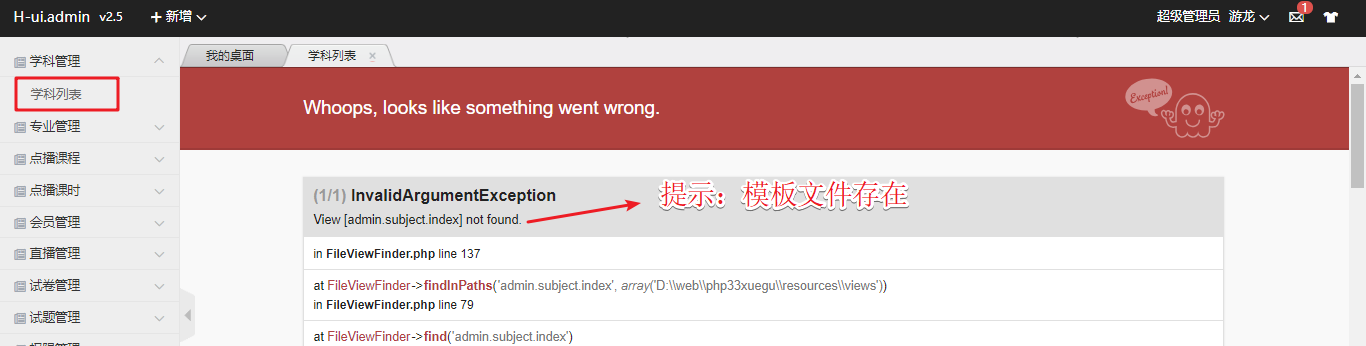 H-ui.admin v2.5 新增 超级管理员 游龙 1
学科管理
学科列表
专业管理
点播课程
点播课时
会员管理
直播管理
试卷管理
试题管理
我的桌面 学科列表
Whoops, looks like something went wrong.
Exception!
(1/1) InvalidArgumentException
View [admin.subject.index] not found.
提示：模板文件存在
in FileViewFinder.php line 137
at FileViewFinder->findInPaths('admin.subject.index', array('D:\\web\\php33xuegu\\resources\\views'))
in FileViewFinder.php line 79
at FileViewFinder->find('admin.subject.index')